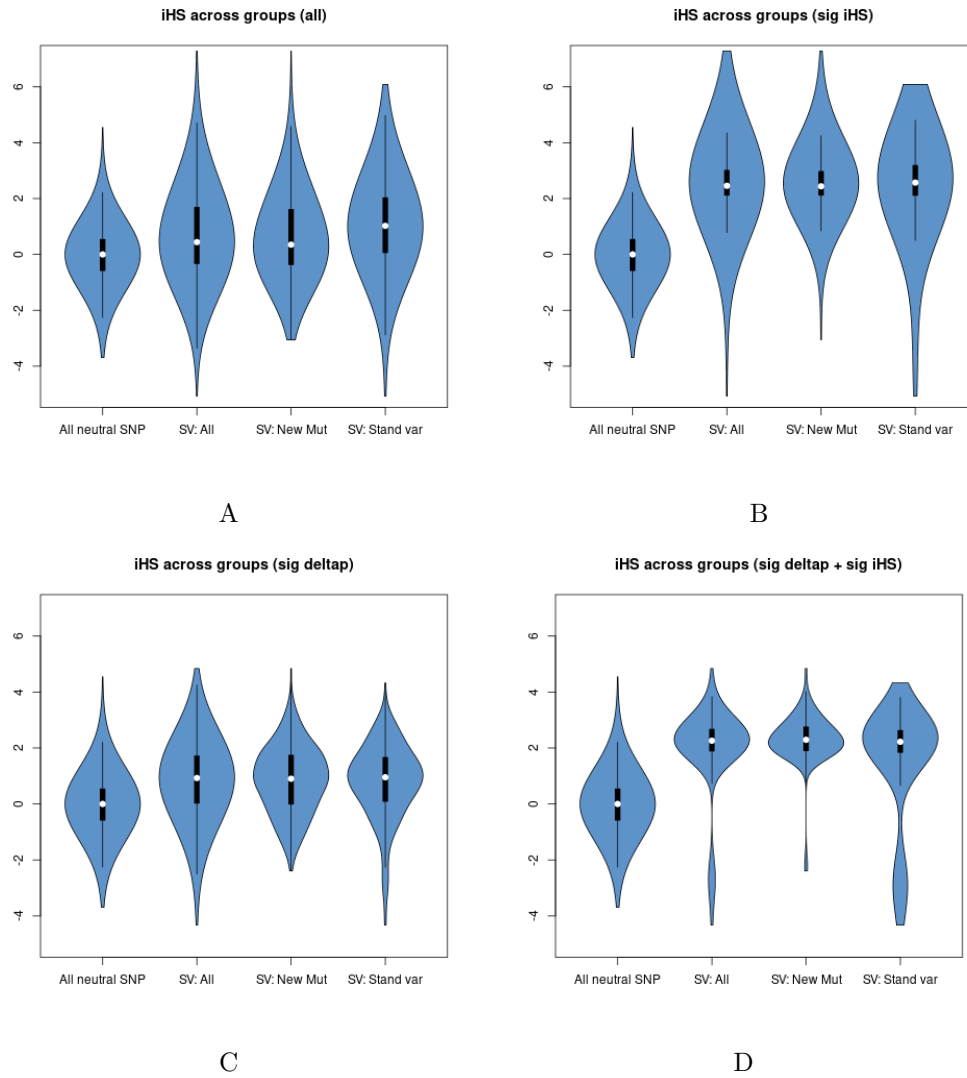 iHS across groups (all)
6
4
2
0
-2
-4
All neutral SNP SV: All SV: New Mut SV: Stand var
A
iHS across groups (sig iHS)
6
4
2
0
-2
-4
All neutral SNP SV: All SV: New Mut SV: Stand var
B
iHS across groups (sig deltap)
6
4
2
0
-2
-4
All neutral SNP SV: All SV: New Mut SV: Stand var
C
iHS across groups (sig deltap + sig iHS)
6
4
2
0
-2
-4
All neutral SNP SV: All SV: New Mut SV: Stand var
D